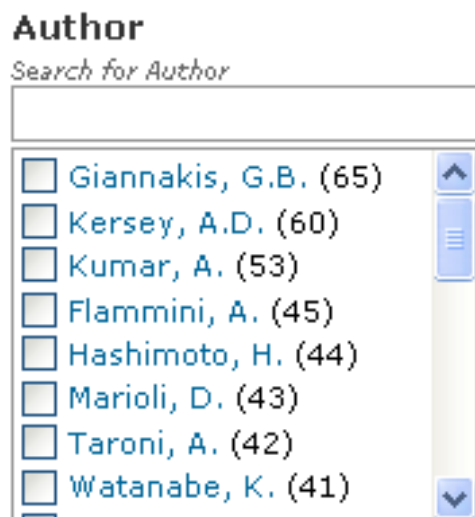 Author
Search for Author
Giannakis, G.B. (65)
Kersey, A.D. (60)
Kumar, A. (53)
Flammini, A. (45)
Hashimoto, H. (44)
Marioli, D. (43)
Taroni, A. (42)
Watanabe, K. (41)